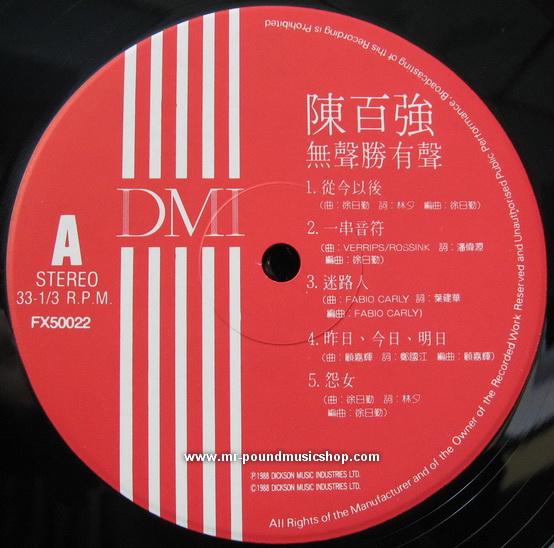 陳百強
無聲勝有聲
1. 從今以後
(曲：徐日勤 詞：林夕 編曲：徐日勤)
2. 一串音符
(曲：VERRIPS/ROSSINK 詞：潘偉源
編曲：徐日勤)
3. 迷路人
(曲：FABIO CARLY 詞：葉建華
編曲：FABIO CARLY)
4. 昨日、今日、明日
(曲：顧嘉輝 詞：鄭國江 編曲：顧嘉輝)
5. 怨女
(曲：徐日勤 詞：林夕
編曲：徐日勤)
DMI
A
STEREO
33-1/3 R.P.M.
FX50022
www.mr-poundmusicshop.com
Ⓟ1988 DICKSON MUSIC INDUSTRIES LTD.
©1988 DICKSON MUSIC INDUSTRIES LTD.
All Rights of the Manufacturer and of the Owner of the Recorded Work Reserved and Unauthorised Public Performance, Broadcasting of this Recording is Prohibited